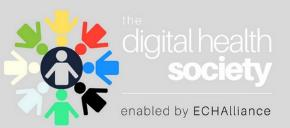 the
digital health
society
enabled by ECHAlliance